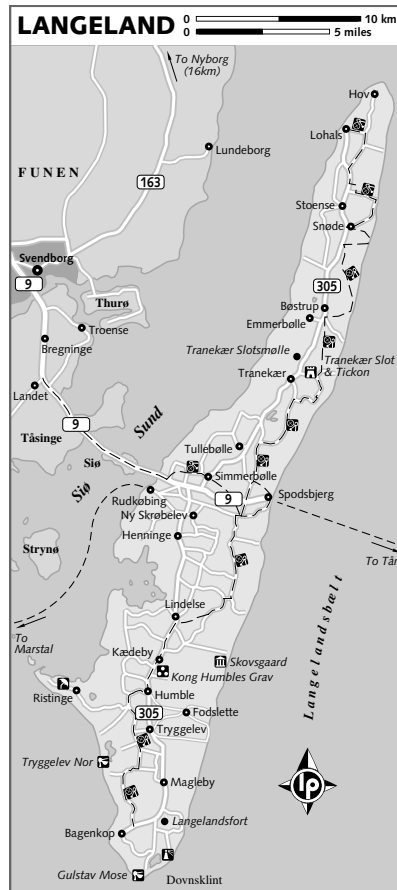 LANGELAND
0 10 km
0 5 miles
To Nyborg
(16km)
Hov
Lohals
Lundeborg
FUNEN
163
Stoense
Snøde
Svendborg
9
305
Thurø
Bøstrup
Emmerbølle
Troense
Bregninge
Tranekær Slotsmølle
Tranekær Slot
& Tickon
Tranekær
Landet
9
Sund
Tåsinge
Tullebølle
Siø
Siø
Simmerbølle
Rudkøbing
9
Spodsbjerg
Ny Skrøbelev
Henninge
Strynø
To Tår
Langelandsbælt
Lindelse
To
Marstal
Kædeby
Skovsgaard
Kong Humbles Grav
Ristinge
Humble
305
Fodslette
Tryggelev
Tryggelev Nor
Magleby
lp
Langelandsfort
Bagenkop
Gulstav Mose
Dovnsklint